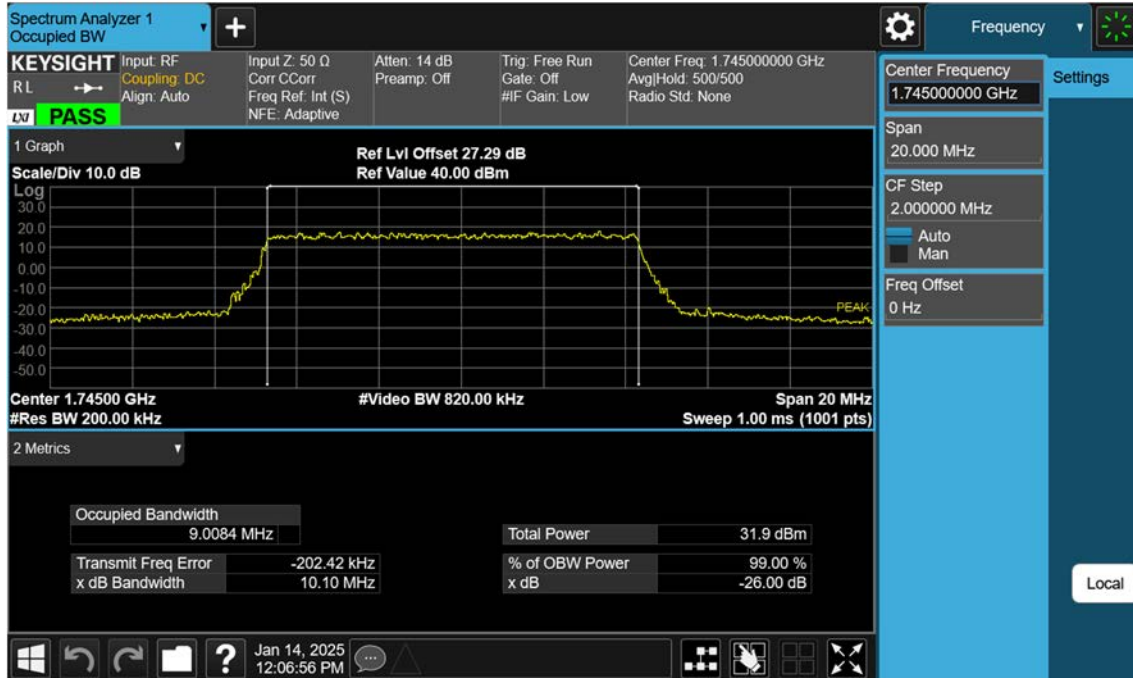 Spectrum Analyzer 1
Occupied BW
Frequency
KEYSIGHT
R L
LXI
PASS
Input: RF
Coupling: DC
Align: Auto
Input Z: 50 Ω
Corr CCorr
Freq Ref: Int (S)
NFE: Adaptive
Atten: 14 dB
Preamp: Off
Trig: Free Run
Gate: Off
#IF Gain: Low
Center Freq: 1.745000000 GHz
Avg|Hold: 500/500
Radio Std: None
Center Frequency
1.745000000 GHz
Settings
Span
20.000 MHz
CF Step
2.000000 MHz
Auto
Man
Freq Offset
0 Hz
Local
1 Graph
Scale/Div 10.0 dB
Ref Lvl Offset 27.29 dB
Ref Value 40.00 dBm
Log
30.0
20.0
10.0
0.00
-10.0
-20.0
-30.0
-40.0
-50.0
PEAK
Center 1.74500 GHz
#Video BW 820.00 kHz
Span 20 MHz
#Res BW 200.00 kHz
Sweep 1.00 ms (1001 pts)
2 Metrics
Occupied Bandwidth
9.0084 MHz
Total Power 31.9 dBm
Transmit Freq Error -202.42 kHz
% of OBW Power 99.00 %
x dB Bandwidth 10.10 MHz
x dB -26.00 dB
?
Jan 14, 2025
12:06:56 PM